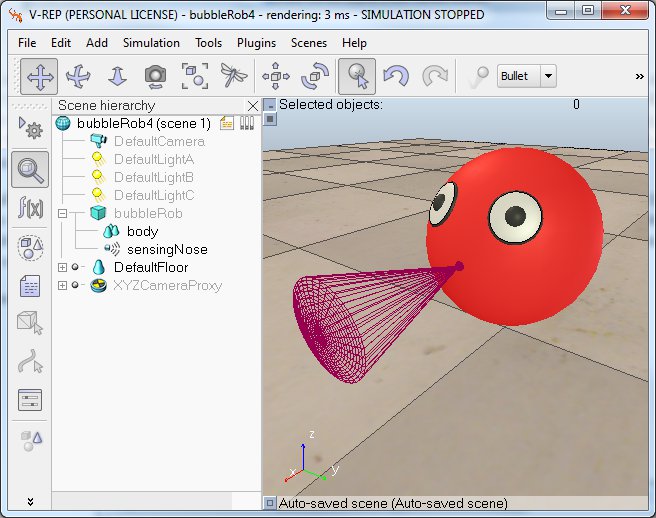 V-REP (PERSONAL LICENSE) - bubbleRob4 - rendering: 3 ms - SIMULATION STOPPED
File Edit Add Simulation Tools Plugins Scenes Help
Bullet »
Scene hierarchy
Selected objects: 0
bubbleRob4 (scene 1)
DefaultCamera
DefaultLightA
DefaultLightB
DefaultLightC
bubbleRob
body
sensingNose
DefaultFloor
XYZCameraProxy
f(x)
z
x y
Auto-saved scene (Auto-saved scene)